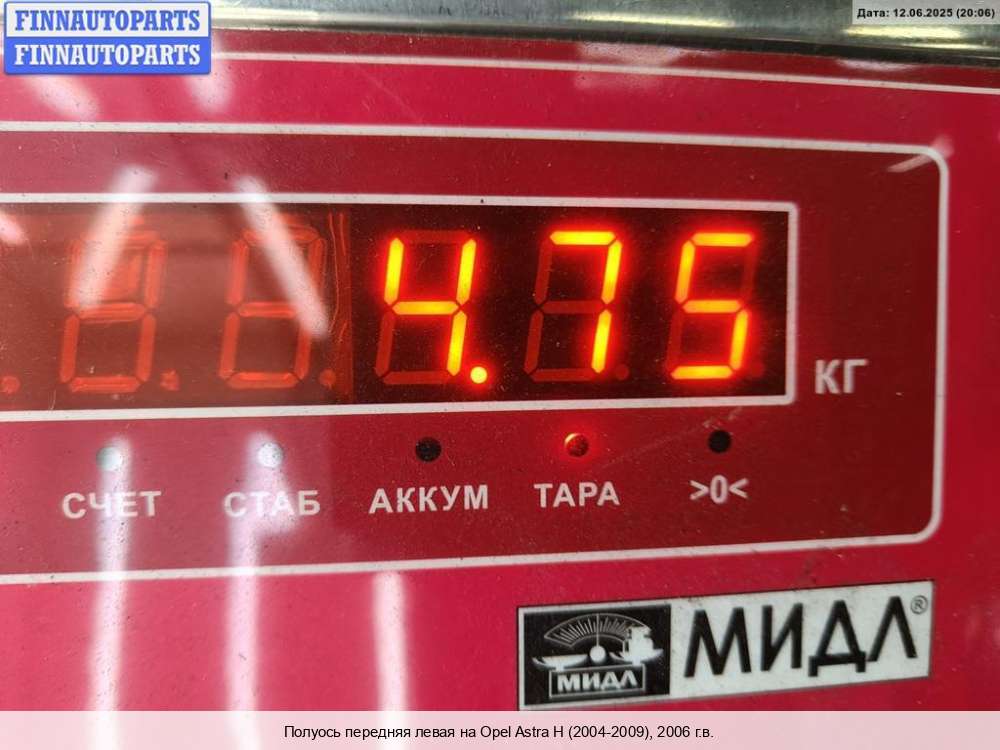 FINNAUTOPARTS
FINNAUTOPARTS
Дата: 12.06.2025 (20:06)
4.75
КГ
СЧЕТ СТАБ АККУМ ТАРА >0<
МИДЛ МИДЛ®
Полуось передняя левая на Opel Astra H (2004-2009), 2006 г.в.